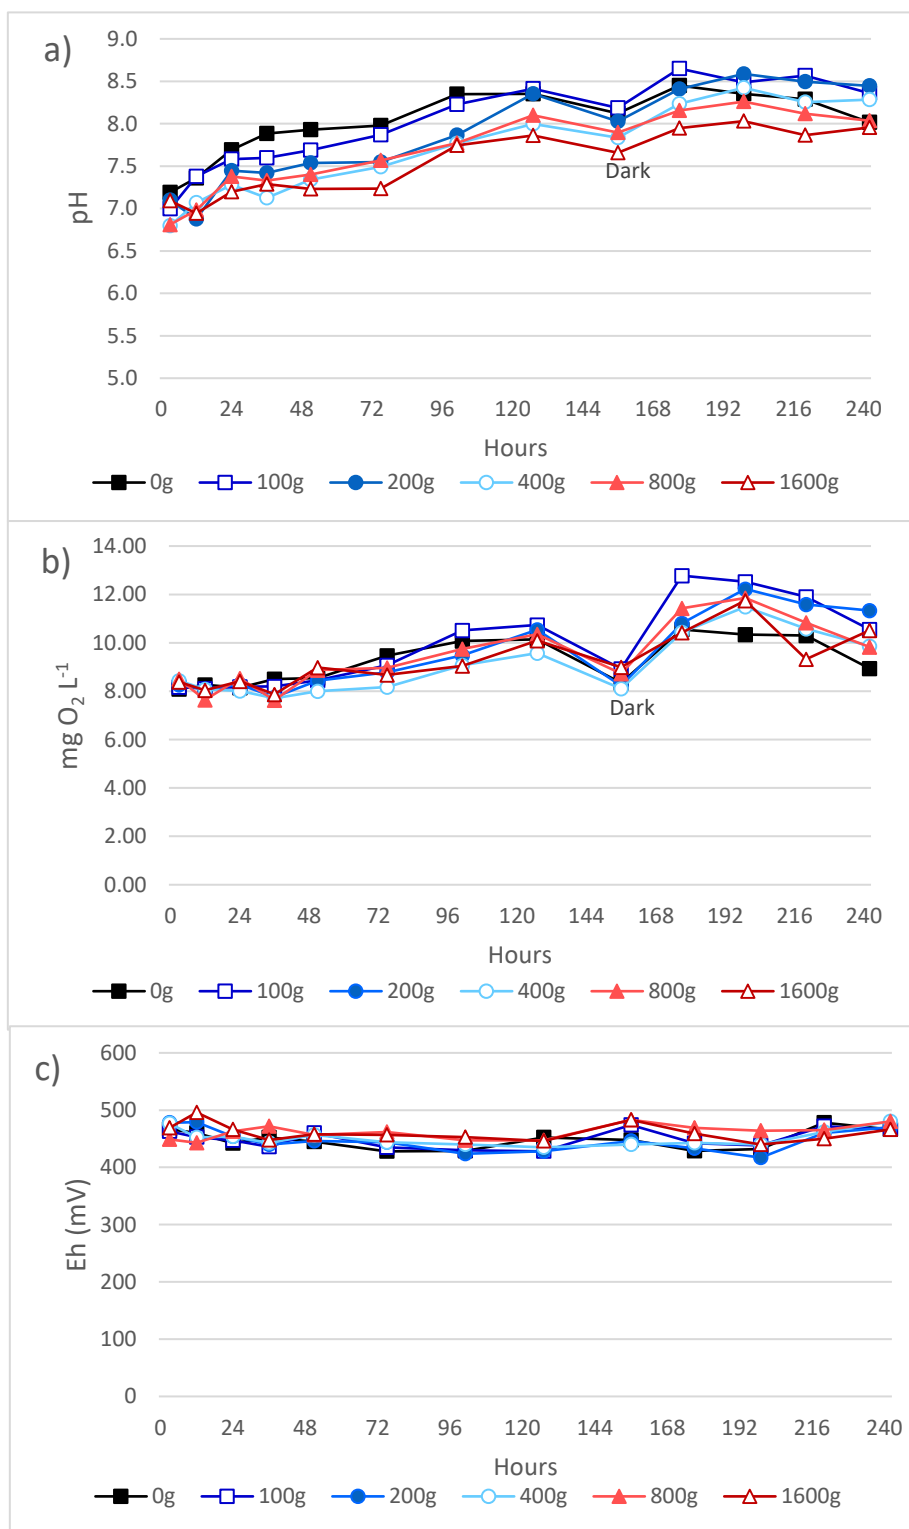 a)
9.0
8.5
8.0
7.5
7.0
6.5
6.0
5.5
5.0
pH
Dark
0 24 48 72 96 120 144 168 192 216 240
Hours
0g 100g 200g 400g 800g 1600g
b)
14.00
12.00
10.00
8.00
6.00
4.00
2.00
0.00
mg O₂ L⁻¹
Dark
0 24 48 72 96 120 144 168 192 216 240
Hours
0g 100g 200g 400g 800g 1600g
c)
600
500
400
300
200
100
0
Eh (mV)
0 24 48 72 96 120 144 168 192 216 240
Hours
0g 100g 200g 400g 800g 1600g